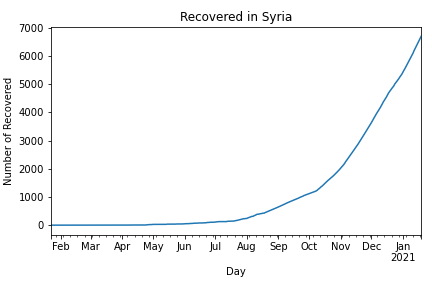 Recovered in Syria
7000
6000
5000
4000
3000
2000
1000
0
Number of Recovered
Feb Mar Apr May Jun Jul Aug Sep Oct Nov Dec Jan
2021
Day